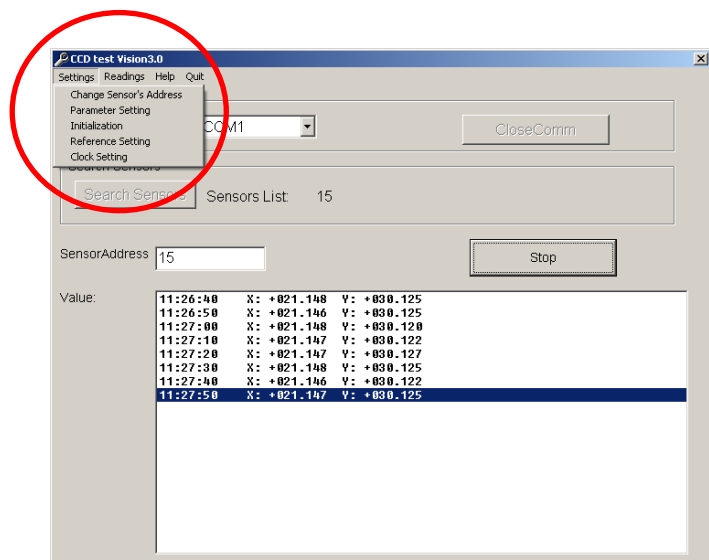 CCD test Vision3.0
Settings Readings Help Quit
Change Sensor's Address
Parameter Setting
Initialization
Reference Setting
Clock Setting
COM1
CloseComm
Search Sensors
Search Sensors Sensors List: 15
SensorAddress 15
Stop
Value:
11:26:40 X: +021.148 Y: +030.125
11:26:50 X: +021.146 Y: +030.125
11:27:00 X: +021.148 Y: +030.120
11:27:10 X: +021.147 Y: +030.122
11:27:20 X: +021.147 Y: +030.127
11:27:30 X: +021.148 Y: +030.125
11:27:40 X: +021.146 Y: +030.122
11:27:50 X: +021.147 Y: +030.125